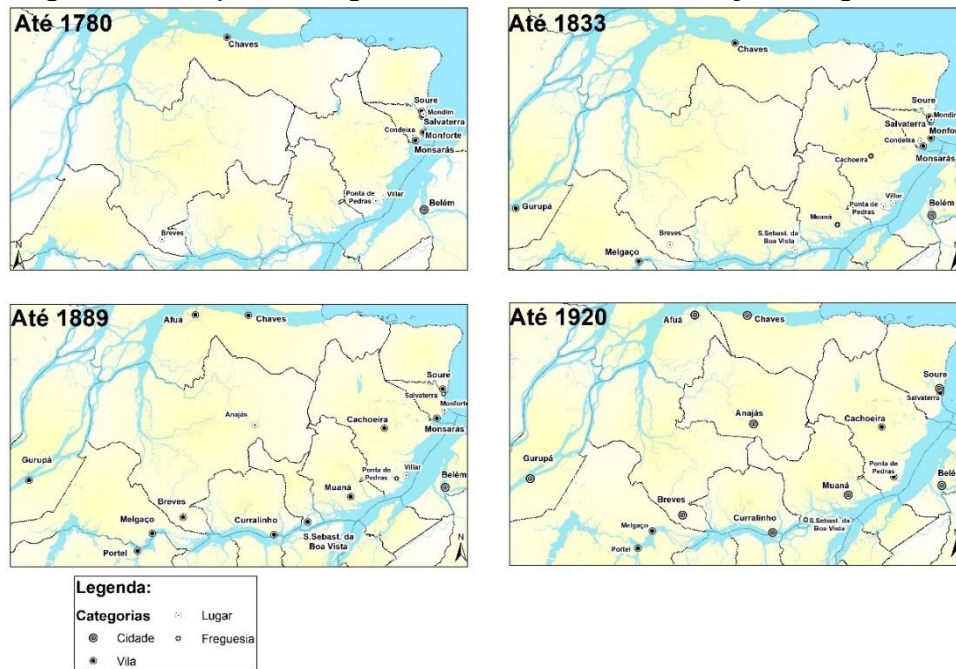 Até 1780
Chaves
Soure
Mondim
Salvaterra
Condeixa
Monforte
Monsarás
Ponta de
Pedras
Villar
Belém
Breves
N
Até 1833
Chaves
Soure
Mondim
Salvaterra
Condeixa
Monfor
Monsarás
Cachoeira
Villar
Ponta de
Pedras
Belém
Muaná
Gurupá
Breves
S.Sebast. da
Boa Vista
Melgaço
N
Até 1889
Afuá
Chaves
Soure
Salvaterra
Monforte
Monsarás
Anajás
Cachoeira
Ponta de
Pedras
Villar
Gurupá
Belém
Muaná
Breves
Melgaço
Curralinho
S.Sebast. da
Boa Vista
Portel
N
Até 1920
Afuá
Chaves
Soure
Salvaterra
Anajás
Cachoeira
Ponta de
Pedras
Gurupá
Belém
Muaná
Breves
Curralinho
S.Sebast. da
Boa Vista
Melgaço
Portel
N
Legenda:
Categorias
Lugar
Cidade
Freguesia
Vila